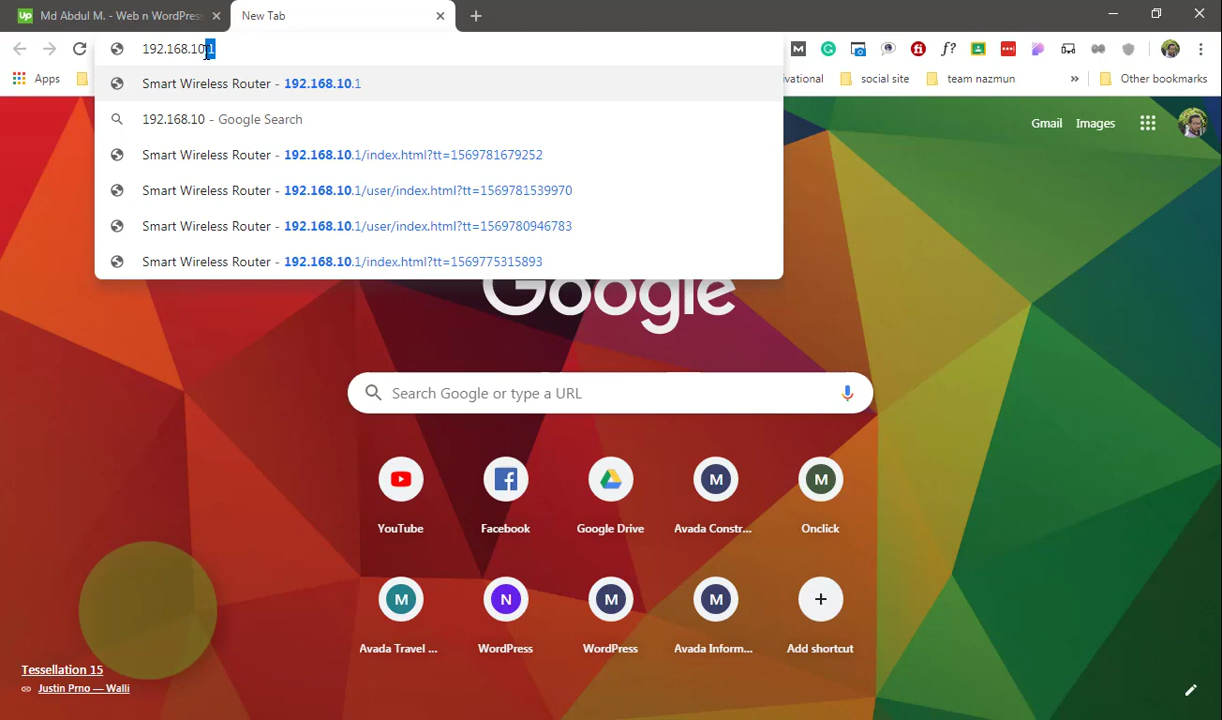 Up Md Abdul M. - Web n WordPres
New Tab
192.168.10.1
Apps
ivational
social site
team nazmun
»
Other bookmarks
Smart Wireless Router - 192.168.10.1
192.168.10 - Google Search
Smart Wireless Router - 192.168.10.1/index.html?tt=1569781679252
Smart Wireless Router - 192.168.10.1/user/index.html?tt=1569781539970
Smart Wireless Router - 192.168.10.1/user/index.html?tt=1569780946783
Smart Wireless Router - 192.168.10.1/index.html?tt=1569775315893
Gmail Images
Google
Search Google or type a URL
YouTube
Facebook
Google Drive
M
Avada Constr...
M
Onclick
M
Avada Travel ...
N
WordPress
M
WordPress
M
Avada Inform...
Add shortcut
Tessellation 15
Justin Prno — Walli